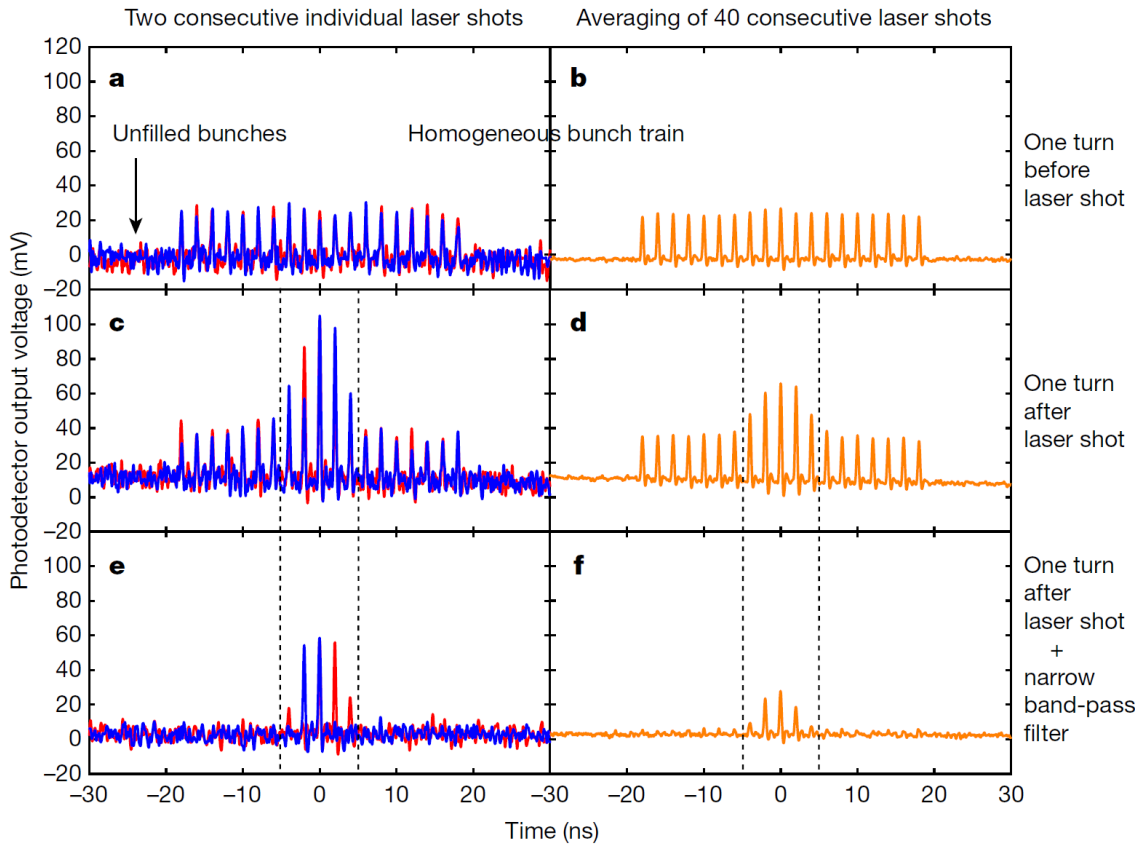 Two consecutive individual laser shots
Averaging of 40 consecutive laser shots
Photodetector output voltage (mV)
120
100
80
60
40
20
0
–20
a
Unfilled bunches
Homogeneous bunch train
b
One turn
before
laser shot
100
80
60
40
20
0
–20
c
d
One turn
after
laser shot
100
80
60
40
20
0
–20
e
f
One turn
after
laser shot
+
narrow
band-pass
filter
–30
–20
–10
0
10
20
–30
–20
–10
0
10
20
30
Time (ns)